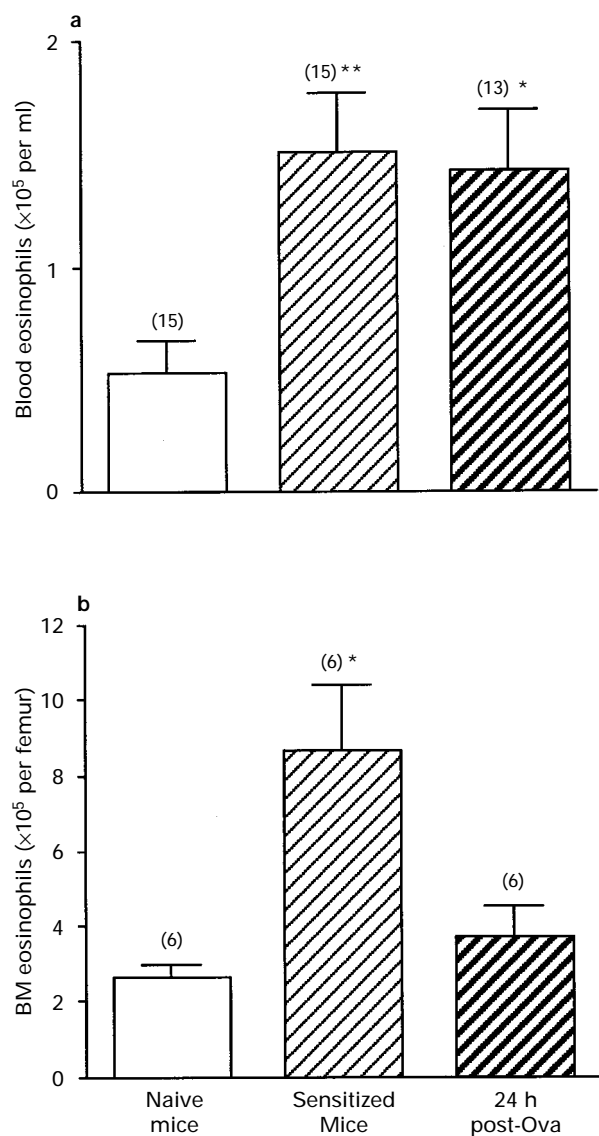 a
Blood eosinophils (×10⁵ per ml)
2
1
0
(15)
(15) **
(13) *
b
BM eosinophils (×10⁵ per femur)
12
10
8
6
4
2
0
(6)
(6) *
(6)
Naive
mice
Sensitized
Mice
24 h
post-Ova